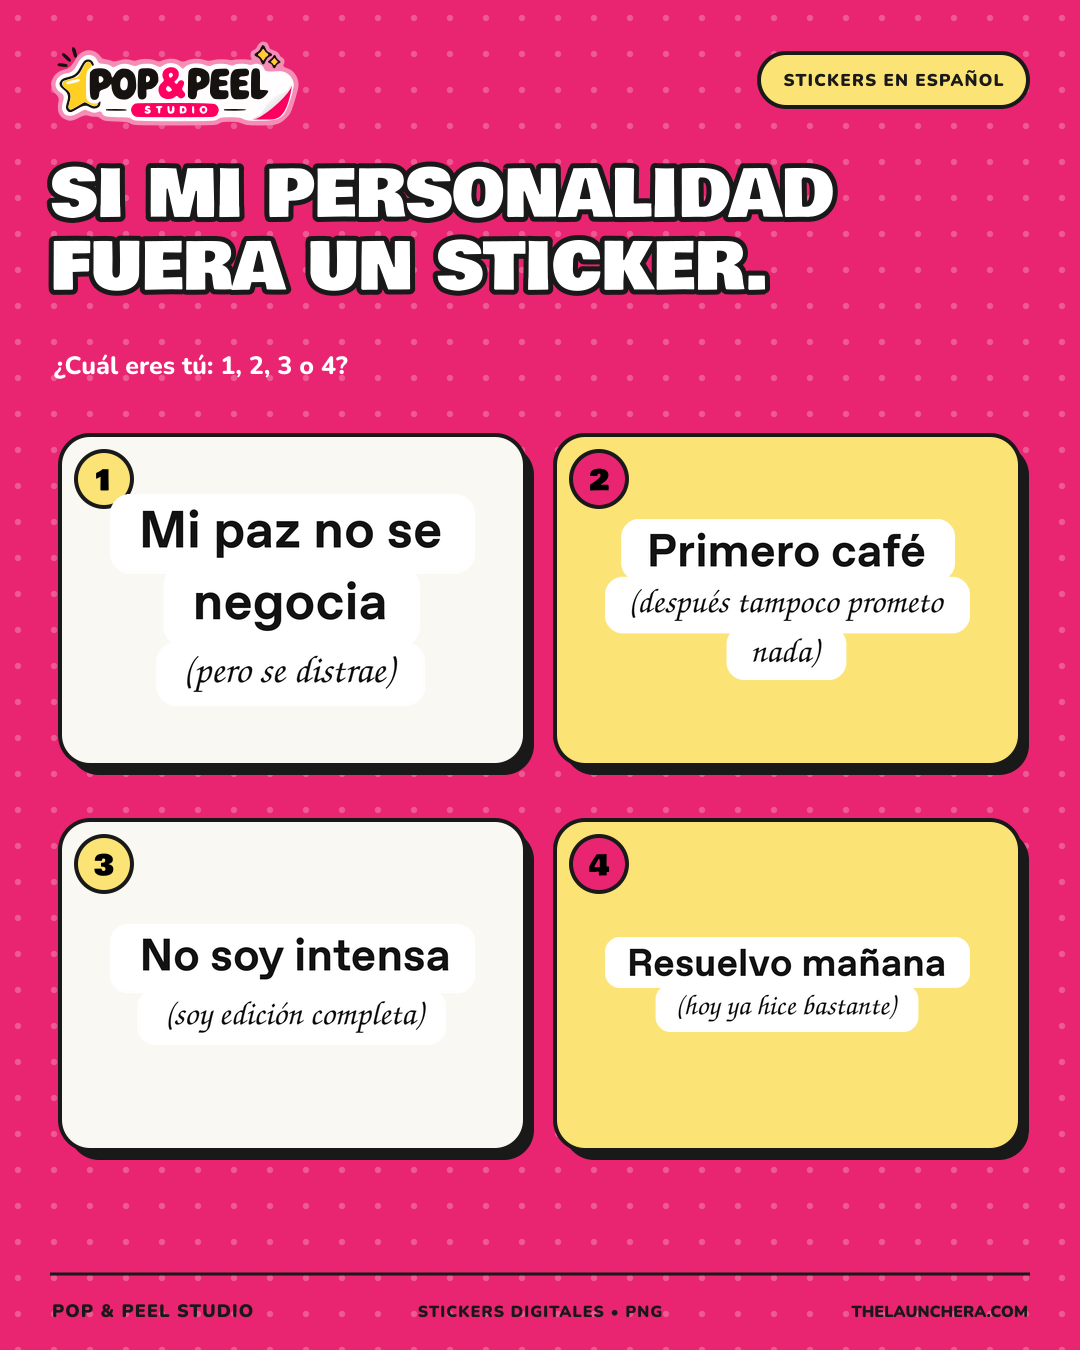 POP&PEEL
STUDIO
STICKERS EN ESPAÑOL
SI MI PERSONALIDAD
FUERA UN STICKER.
¿Cuál eres tú: 1, 2, 3 o 4?
1
Mi paz no se
negocia
(pero se distrae)
2
Primero café
(después tampoco prometo
nada)
3
No soy intensa
(soy edición completa)
4
Resuelvo mañana
(hoy ya hice bastante)
POP & PEEL STUDIO
STICKERS DIGITALES • PNG
THELAUNCHERA.COM